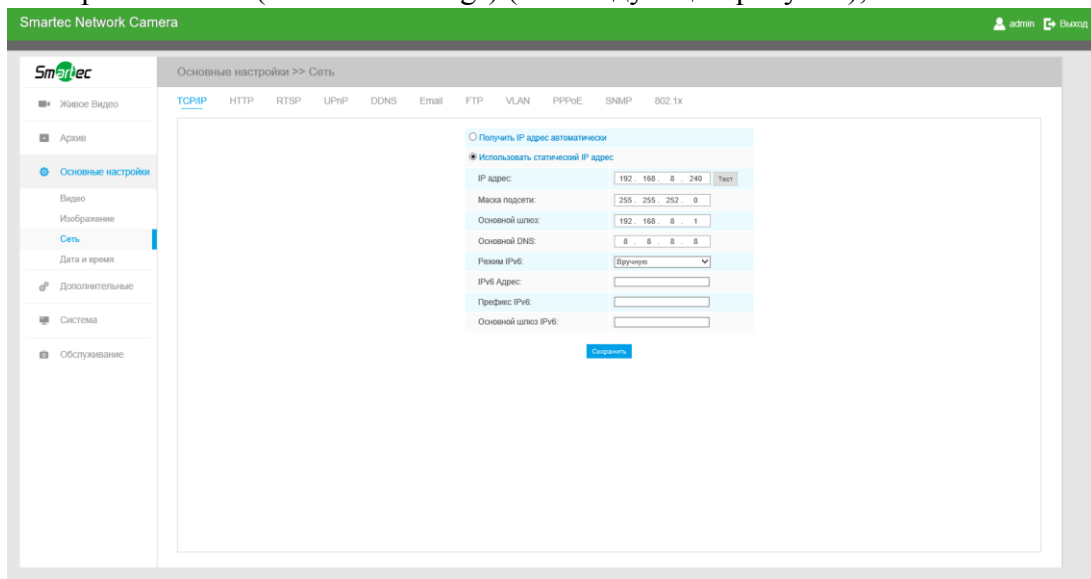 Smartec Network Camera
admin Выход
Smartec
Основные настройки >> Сеть
Живое Видео
Архив
Основные настройки
Видео
Изображение
Сеть
Дата и время
Дополнительные
Система
Обслуживание
TCP/IP HTTP RTSP UPnP DDNS Email FTP VLAN PPPoE SNMP 802.1x
Получить IP адрес автоматически
Использовать статический IP адрес
IP адрес: 192 . 168 . 8 . 240 Тест
Маска подсети: 255 . 255 . 252 . 0
Основной шлюз: 192 . 168 . 8 . 1
Основной DNS: 8 . 8 . 8 . 8
Режим IPv6: Вручную
IPv6 Адрес:
Префикс IPv6:
Основной шлюз IPv6:
Сохранить